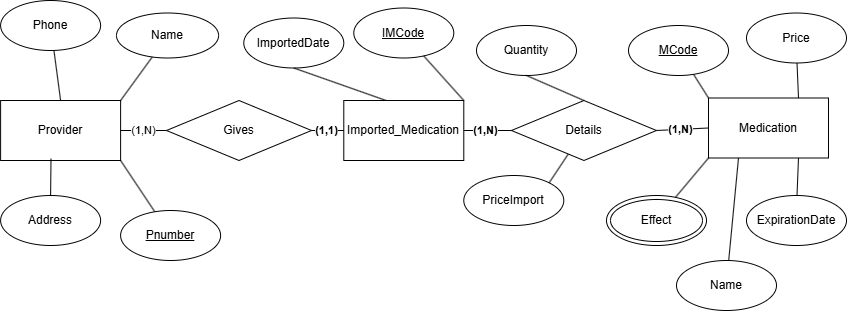 Phone
Name
ImportedDate
IMCode
Quantity
MCode
Price
Provider
(1,N)
Gives
(1,1)
Imported_Medication
(1,N)
Details
(1,N)
Medication
Address
Pnumber
PriceImport
Effect
ExpirationDate
Name